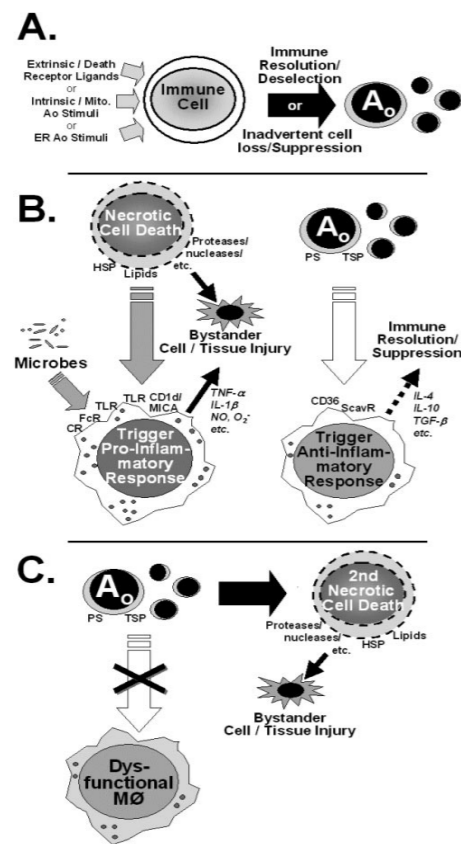 A.
Extrinsic / Death
Receptor Ligands
or
Intrinsic / Mito.
Ao Stimuli
or
ER Ao Stimuli
Immune
Cell
Immune
Resolution/
Deselection
or
Inadvertent cell
loss/Suppression
Ao
B.
Necrotic
Cell Death
HSP
Lipids
Proteases/
nucleases/
etc.
Bystander
Cell / Tissue Injury
Microbes
CR
FcR
TLR
TLR
CD1d/
MICA
Trigger
Pro-Inflam-
matory
Response
TNF-α
IL-1β
NO, O2-
etc.
Ao
PS
TSP
Immune
Resolution/
Suppression
CD36
ScavR
Trigger
Anti-Inflam-
matory
Response
IL-4
IL-10
TGF-β
etc.
C.
Ao
PS
TSP
2nd
Necrotic
Cell Death
Proteases/
nucleases/
etc.
HSP
Lipids
Bystander
Cell / Tissue Injury
Dys-
functional
MØ